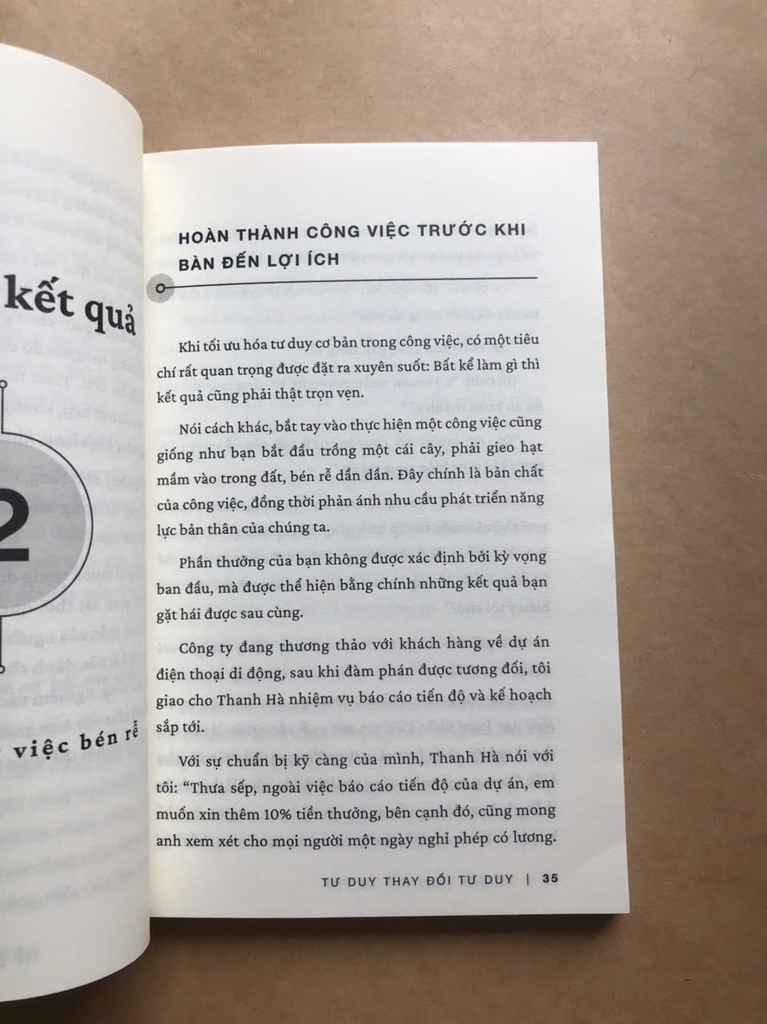 kết quả
2
việc bén rễ
HOÀN THÀNH CÔNG VIỆC TRƯỚC KHI
BÀN ĐẾN LỢI ÍCH
Khi tối ưu hóa tư duy cơ bản trong công việc, có một tiêu
chí rất quan trọng được đặt ra xuyên suốt: Bất kể làm gì thì
kết quả cũng phải thật trọn vẹn.
Nói cách khác, bắt tay vào thực hiện một công việc cũng
giống như bạn bắt đầu trồng một cái cây, phải gieo hạt
mầm vào trong đất, bén rễ dần dần. Đây chính là bản chất
của công việc, đồng thời phản ánh nhu cầu phát triển năng
lực bản thân của chúng ta.
Phần thưởng của bạn không được xác định bởi kỳ vọng
ban đầu, mà được thể hiện bằng chính những kết quả bạn
gặt hái được sau cùng.
Công ty đang thương thảo với khách hàng về dự án
điện thoại di động, sau khi đàm phán được tương đối, tôi
giao cho Thanh Hà nhiệm vụ báo cáo tiến độ và kế hoạch
sắp tới.
Với sự chuẩn bị kỹ càng của mình, Thanh Hà nói với
tôi: “Thưa sếp, ngoài việc báo cáo tiến độ của dự án, em
muốn xin thêm 10% tiền thưởng, bên cạnh đó, cũng mong
anh xem xét cho mọi người một ngày nghỉ phép có lương.
TƯ DUY THAY ĐỔI TƯ DUY | 35